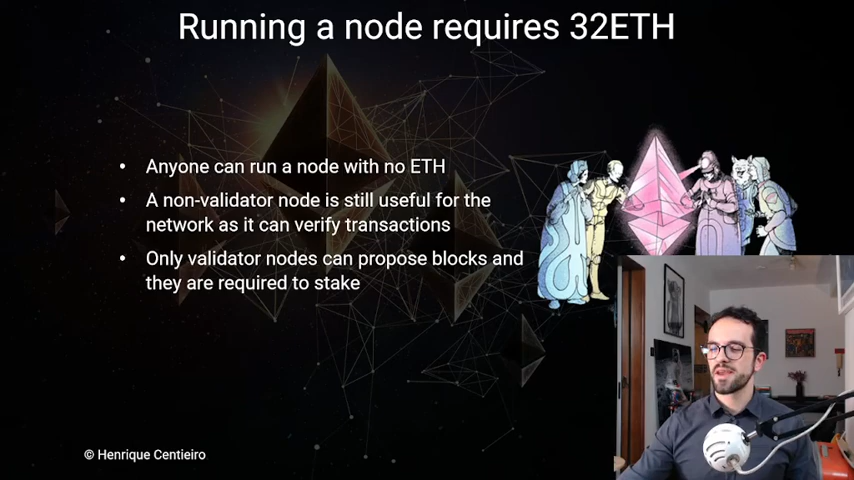 Running a node requires 32ETH
• Anyone can run a node with no ETH
• A non-validator node is still useful for the
network as it can verify transactions
• Only validator nodes can propose blocks and
they are required to stake
© Henrique Centieiro